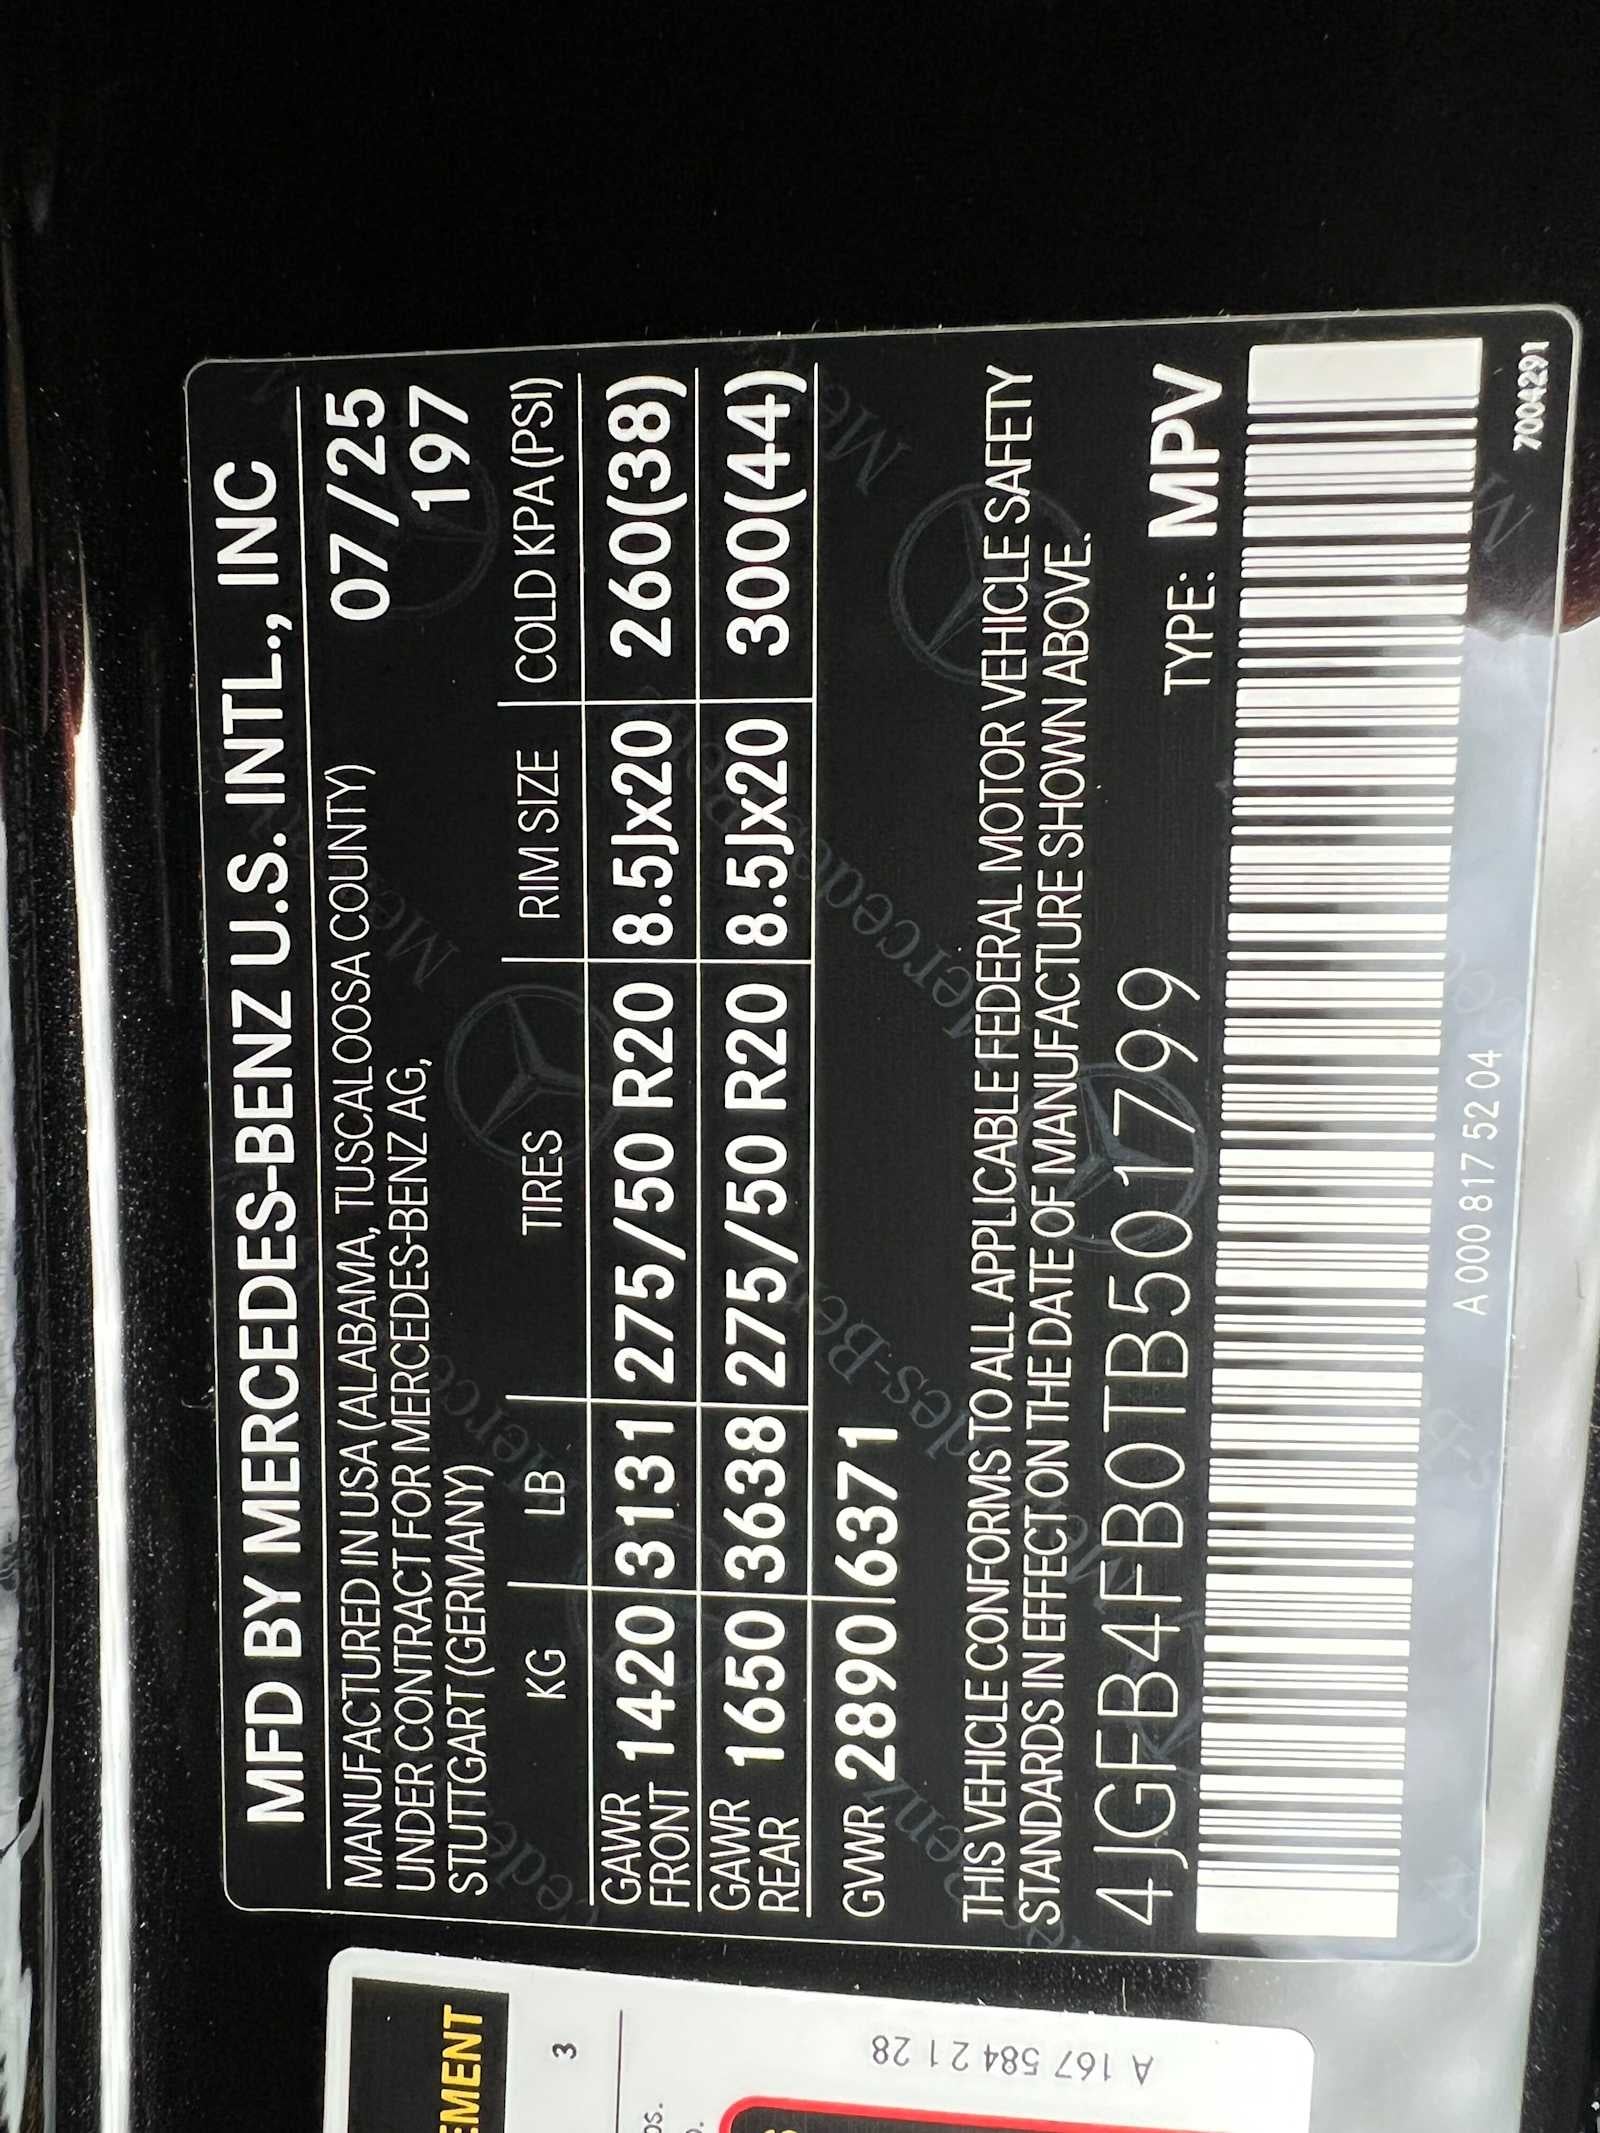 MFD BY MERCEDES-BENZ U.S. INTL., INC
MANUFACTURED IN USA (ALABAMA, TUSCALOOSA COUNTY) 07/25
UNDER CONTRACT FOR MERCEDES-BENZ AG, 197
STUTTGART (GERMANY)
KG LB TIRES RIM SIZE COLD KPA (PSI)
GAWR
FRONT 1420 3131 275/50 R20 8.5Jx20 260(38)
GAWR
REAR 1650 3638 275/50 R20 8.5Jx20 300(44)
GVWR 2890 6371
THIS VEHICLE CONFORMS TO ALL APPLICABLE FEDERAL MOTOR VEHICLE SAFETY
STANDARDS IN EFFECT ON THE DATE OF MANUFACTURE SHOWN ABOVE.
4JGFB4FB0TB501799 TYPE: MPV
A 000 817 52 04
7004291
EMENT
3
A 167 584 21 28